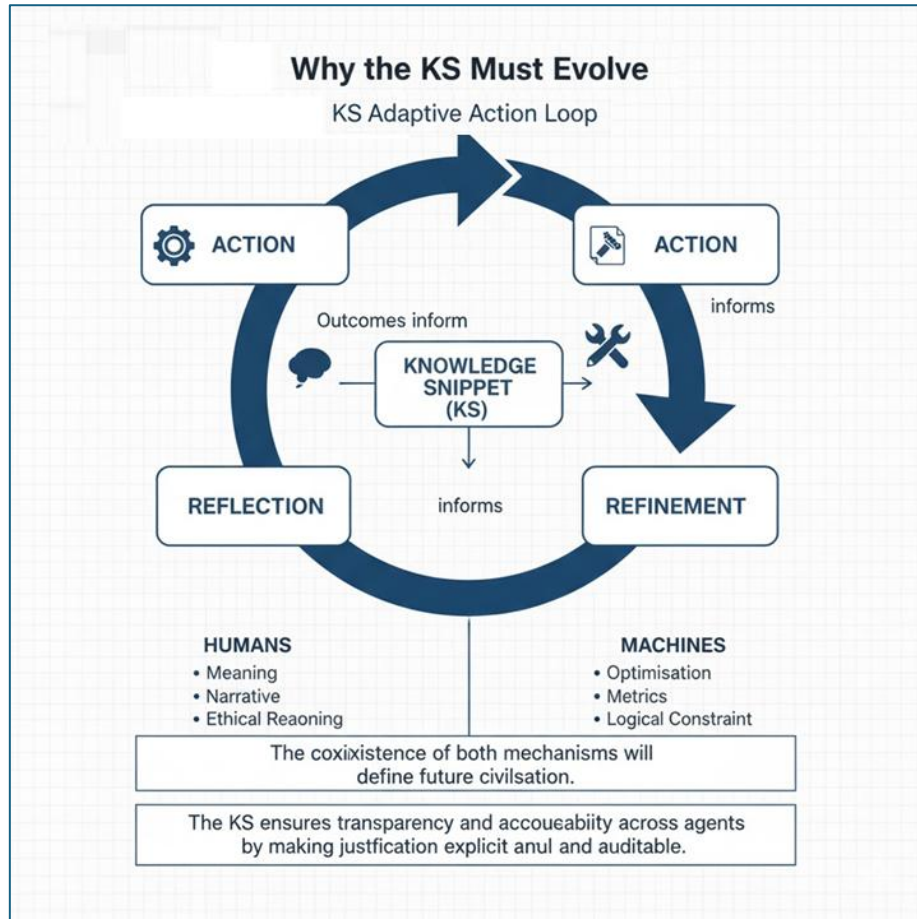 Why the KS Must Evolve
KS Adaptive Action Loop
ACTION
ACTION
informs
Outcomes inform
KNOWLEDGE
SNIPPET
(KS)
informs
REFLECTION
REFINEMENT
HUMANS
• Meaning
• Narrative
• Ethical Reaoning
MACHINES
• Optimisation
• Metrics
• Logical Constraint
The coxixistence of both mechanisms will
define future civilsation.
The KS ensures transparency and accoucabiity across agents
by making justfication explicit anul and auditable.